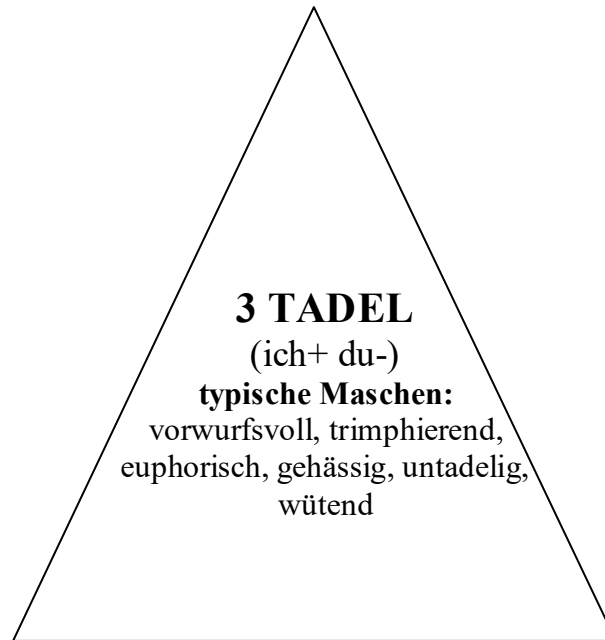 3 TADEL
(ich+ du-)
typische Maschen:
vorwurfsvoll, trimphierend,
euphorisch, gehässig, untadelig,
wütend